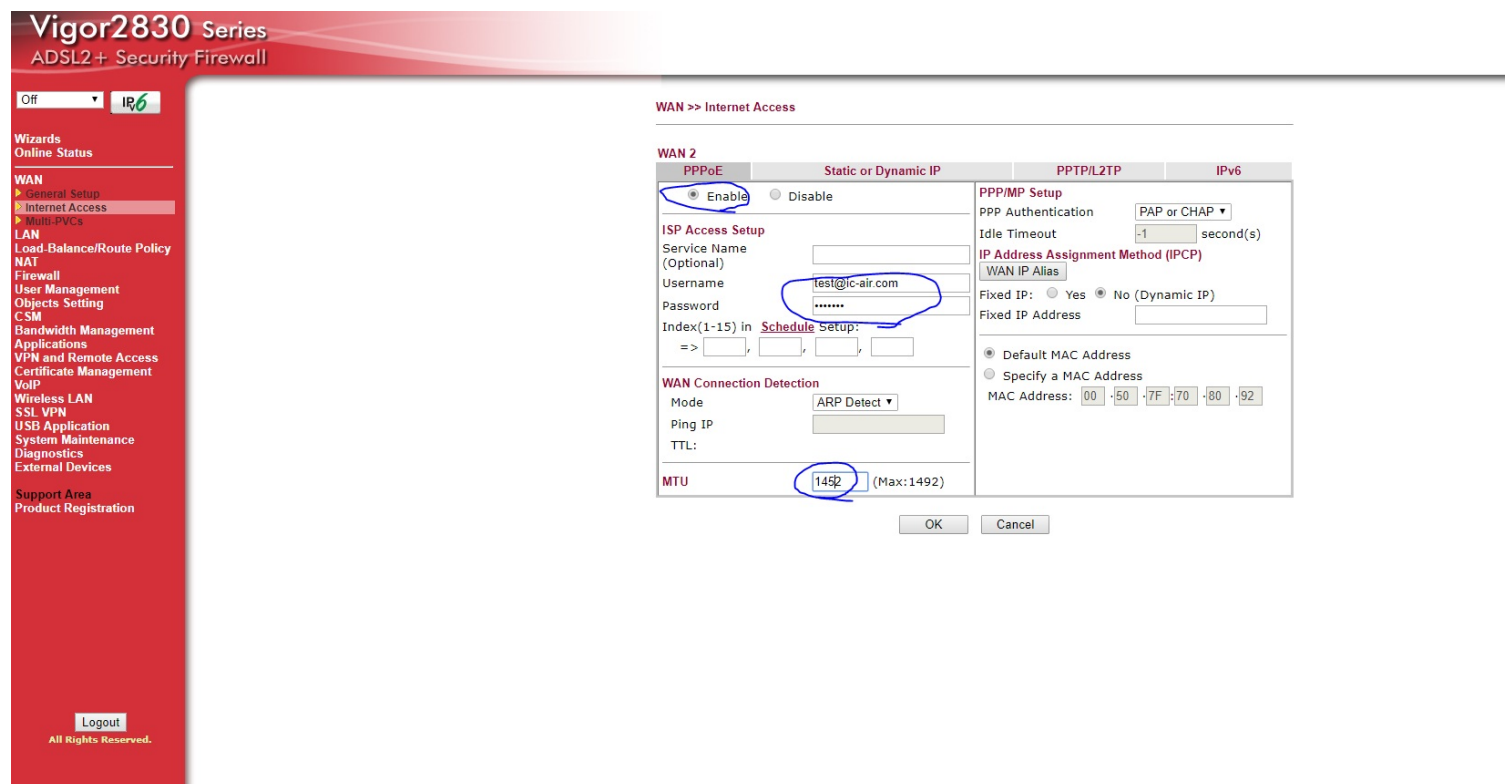 Vigor2830 Series
ADSL2+ Security Firewall
Off
IPv6
Wizards
Online Status
WAN
General Setup
Internet Access
Multi-PVCs
LAN
Load-Balance/Route Policy
NAT
Firewall
User Management
Objects Setting
CSM
Bandwidth Management
Applications
VPN and Remote Access
Certificate Management
VoIP
Wireless LAN
SSL VPN
USB Application
System Maintenance
Diagnostics
External Devices
Support Area
Product Registration
Logout
All Rights Reserved.
WAN >> Internet Access
WAN 2
PPPoE Static or Dynamic IP PPTP/L2TP IPv6
Enable Disable
ISP Access Setup
Service Name
(Optional)
Username test@ic-air.com
Password •••••••
Index(1-15) in Schedule Setup:
=> , , ,
WAN Connection Detection
Mode ARP Detect
Ping IP
TTL:
MTU 1452 (Max:1492)
PPP/MP Setup
PPP Authentication PAP or CHAP
Idle Timeout -1 second(s)
IP Address Assignment Method (IPCP)
WAN IP Alias
Fixed IP: Yes No (Dynamic IP)
Fixed IP Address
Default MAC Address
Specify a MAC Address
MAC Address: 00 ·50 ·7F :70 ·80 ·92
OK Cancel